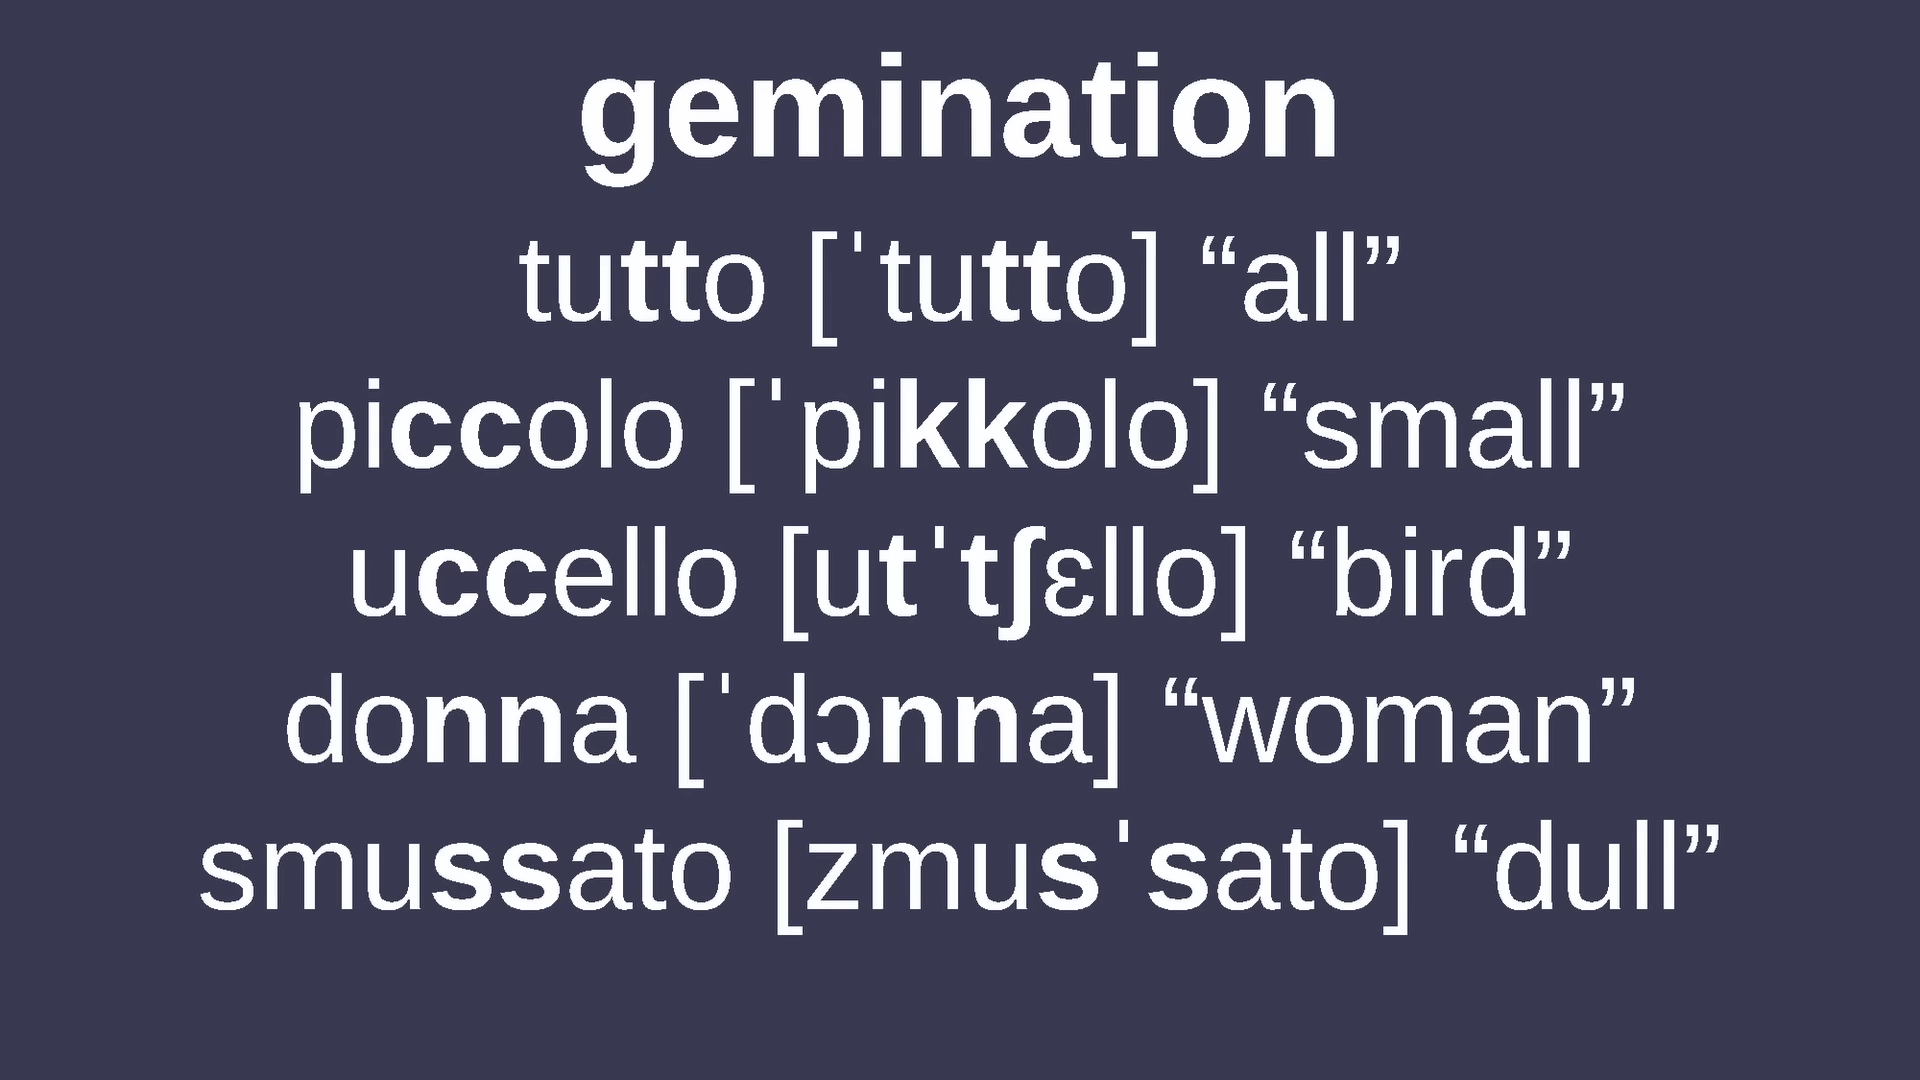 gemination
tutto [ˈtutto] “all”
piccolo [ˈpikkolo] “small”
uccello [utˈtʃɛllo] “bird”
donna [ˈdɔnna] “woman”
smussato [zmusˈsato] “dull”